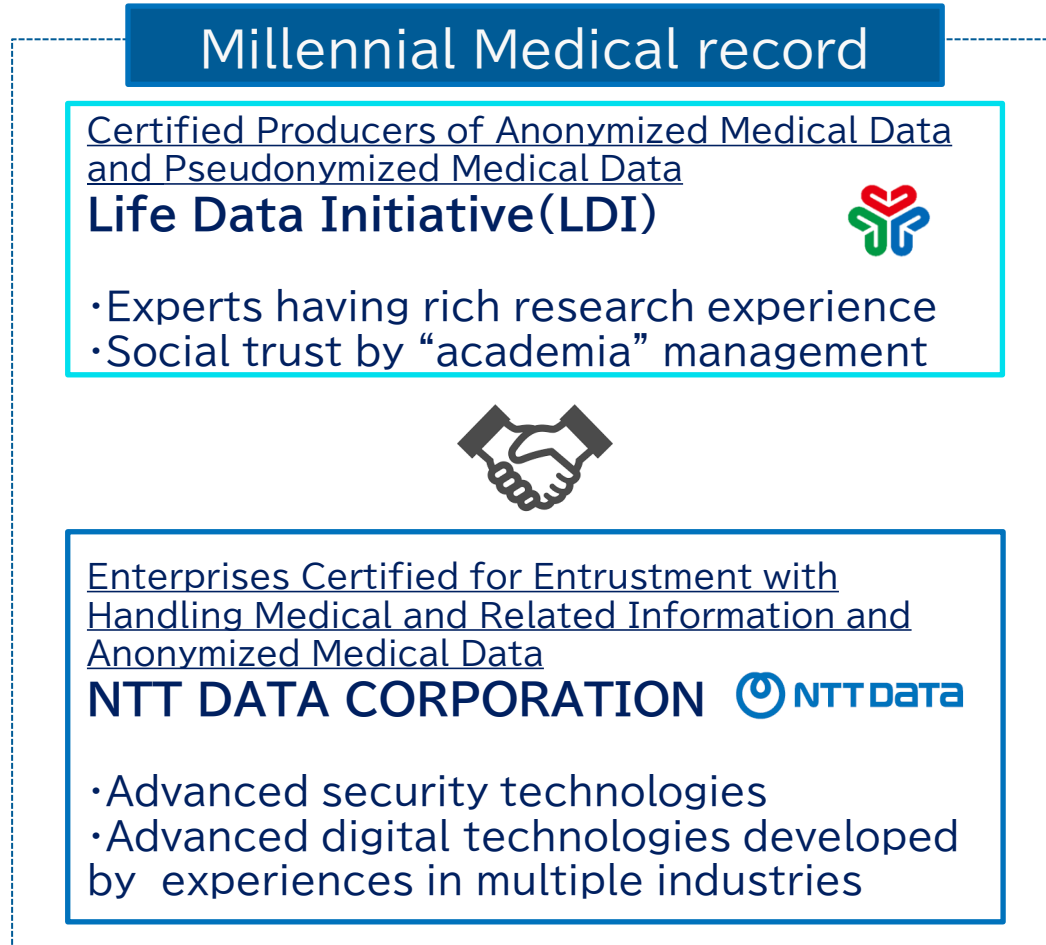 Millennial Medical record
Certified Producers of Anonymized Medical Data
and Pseudonymized Medical Data
Life Data Initiative(LDI)
・Experts having rich research experience
・Social trust by “academia” management
Enterprises Certified for Entrustment with
Handling Medical and Related Information and
Anonymized Medical Data
NTT DATA CORPORATION
NTT DATA
・Advanced security technologies
・Advanced digital technologies developed
by  experiences in multiple industries